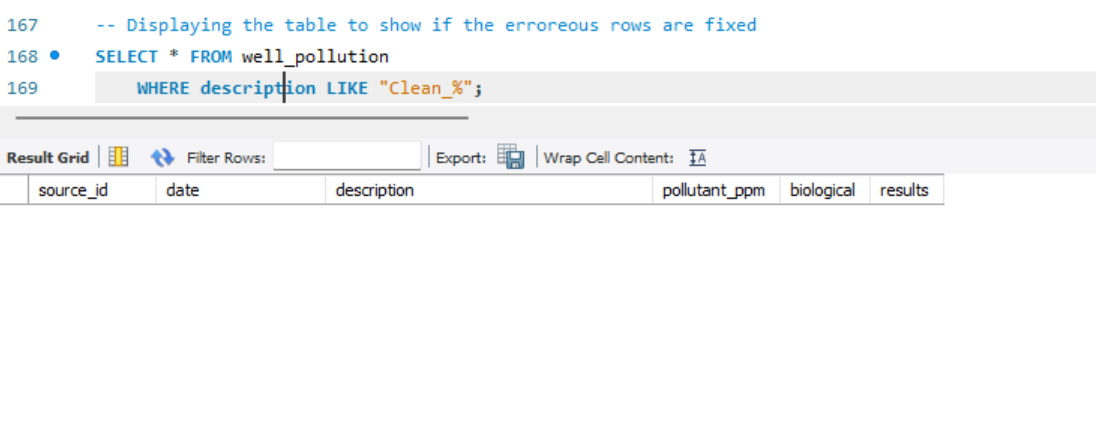 167 -- Displaying the table to show if the erroreous rows are fixed
168 SELECT * FROM well_pollution
169 WHERE description LIKE "Clean_%";
Result Grid Filter Rows: Export: Wrap Cell Content: IA
source_id date description pollutant_ppm biological results